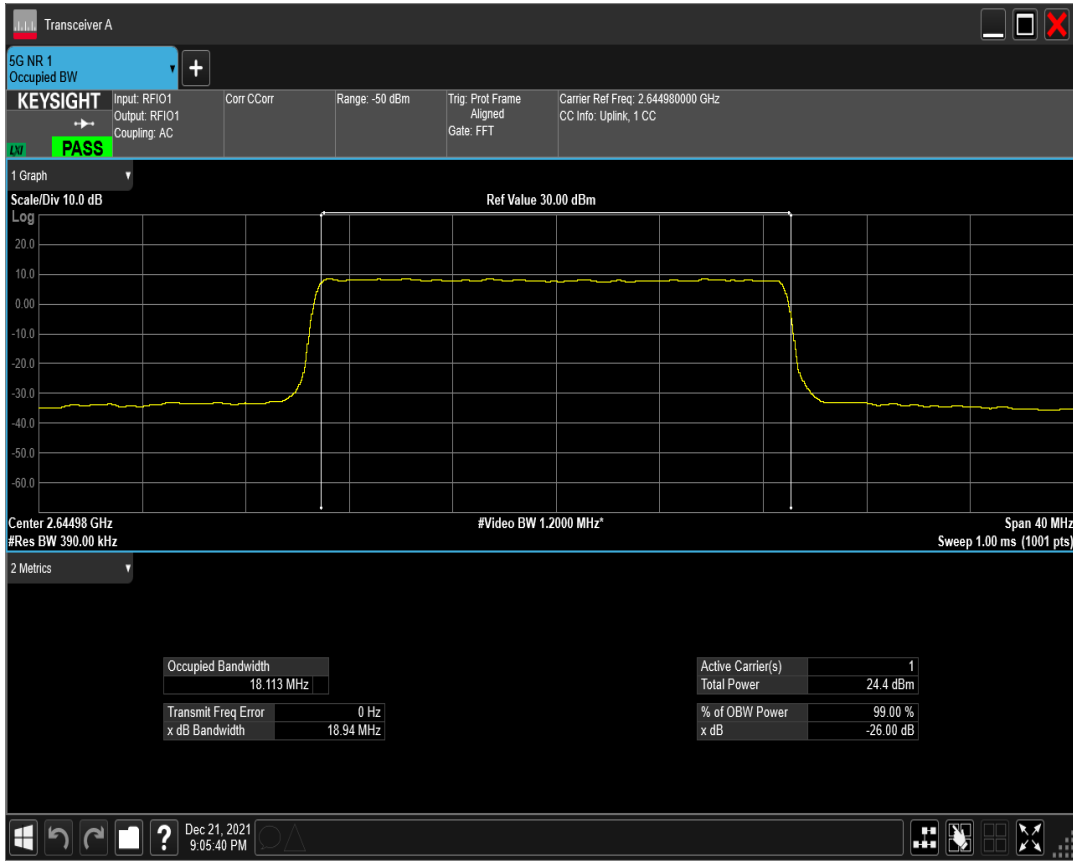 Transceiver A
5G NR 1
Occupied BW
+
KEYSIGHT
LXI
PASS
Input: RFIO1
Output: RFIO1
Coupling: AC
Corr CCorr
Range: -50 dBm
Trig: Prot Frame
Aligned
Gate: FFT
Carrier Ref Freq: 2.644980000 GHz
CC Info: Uplink, 1 CC
1 Graph
Scale/Div 10.0 dB
Ref Value 30.00 dBm
Log
20.0
10.0
0.00
-10.0
-20.0
-30.0
-40.0
-50.0
-60.0
Center 2.64498 GHz
#Video BW 1.2000 MHz*
Span 40 MHz
#Res BW 390.00 kHz
Sweep 1.00 ms (1001 pts)
2 Metrics
Occupied Bandwidth
18.113 MHz
Transmit Freq Error 0 Hz
x dB Bandwidth 18.94 MHz
Active Carrier(s) 1
Total Power 24.4 dBm
% of OBW Power 99.00 %
x dB -26.00 dB
?
Dec 21, 2021
9:05:40 PM